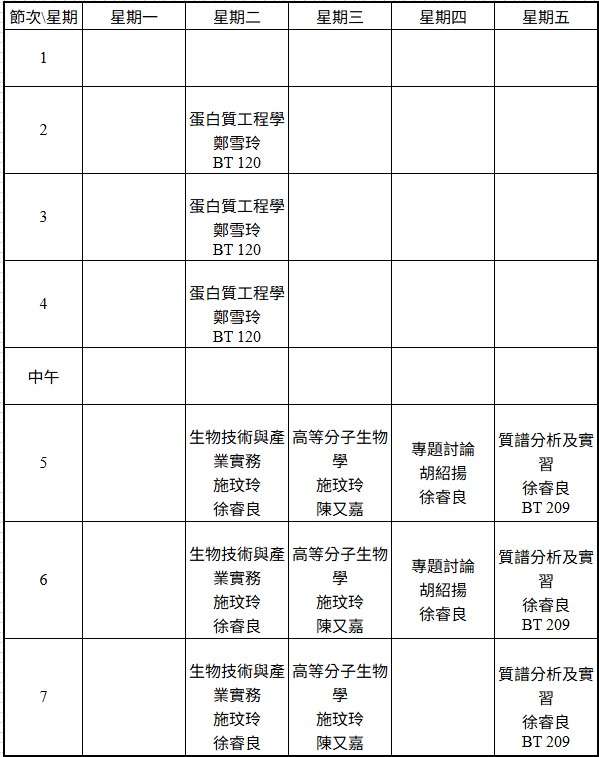 節次\星期 星期一 星期二 星期三 星期四 星期五
1
2
蛋白質工程學
鄭雪玲
BT 120
3
蛋白質工程學
鄭雪玲
BT 120
4
蛋白質工程學
鄭雪玲
BT 120
中午
5
生物技術與產
業實務
施玟玲
徐睿良
高等分子生物
學
施玟玲
陳又嘉
專題討論
胡紹揚
徐睿良
質譜分析及實
習
徐睿良
BT 209
6
生物技術與產
業實務
施玟玲
徐睿良
高等分子生物
學
施玟玲
陳又嘉
專題討論
胡紹揚
徐睿良
質譜分析及實
習
徐睿良
BT 209
7
生物技術與產
業實務
施玟玲
徐睿良
高等分子生物
學
施玟玲
陳又嘉
質譜分析及實
習
徐睿良
BT 209